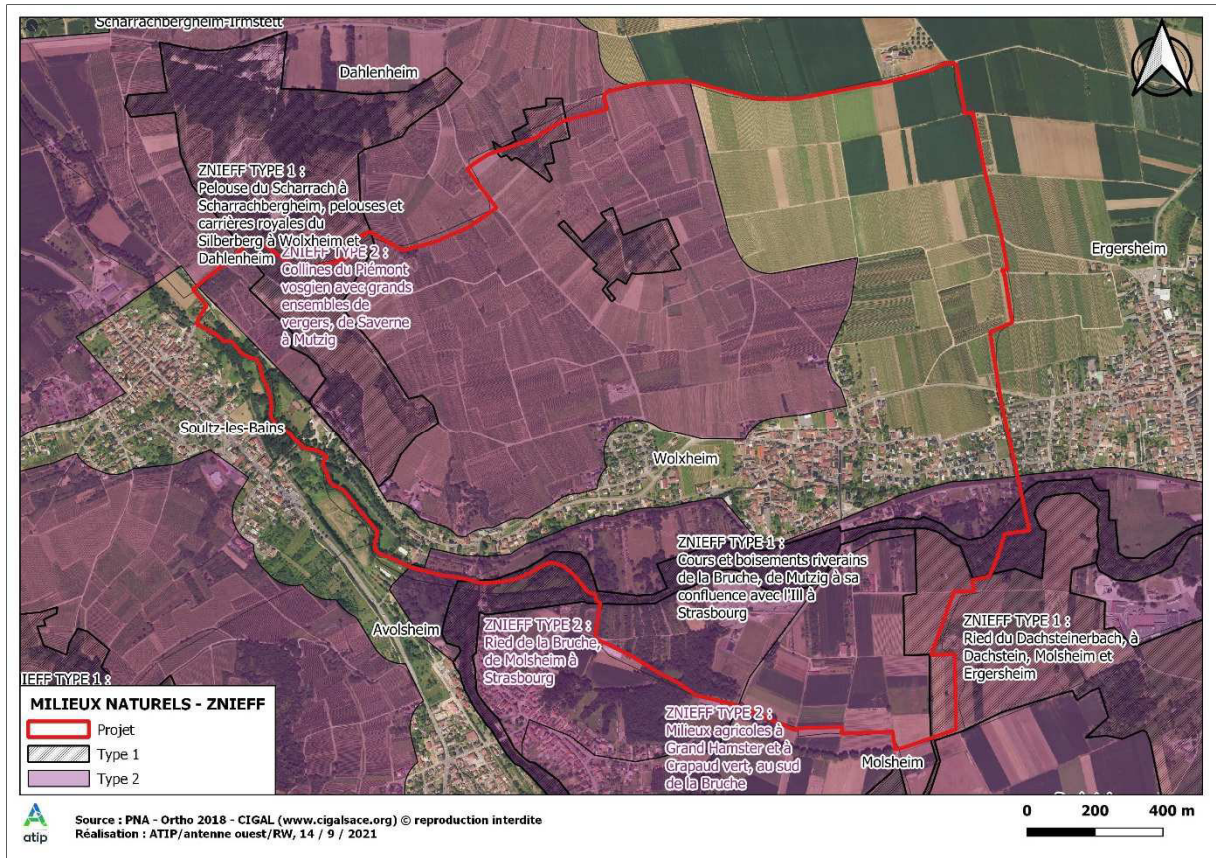 Scharrachbergheim-Irmstett
Dahlenheim
ZNIEFF TYPE 1 :
Pelouse du Scharrach à
Scharrachbergheim, pelouses et
carrières royales du
Silberberg à Wolxheim et
Dahlenheim
ZNIEFF TYPE 2 :
Collines du Piémont
vosgien avec grands
ensembles de
vergers, de Saverne
à Mutzig
Ergersheim
Soultz-les-Bains
Wolxheim
ZNIEFF TYPE 1 :
Cours et boisements riverains
de la Bruche, de Mutzig à sa
confluence avec l'Ill à
Strasbourg
Avolsheim
ZNIEFF TYPE 2 :
Ried de la Bruche,
de Molsheim à
Strasbourg
ZNIEFF TYPE 1 :
Ried du Dachsteinerbach, à
Dachstein, Molsheim et
Ergersheim
ZNIEFF TYPE 2 :
Milieux agricoles à
Grand Hamster et à
Crapaud vert, au sud
de la Bruche
Molsheim
NIEFF TYPE 1 :
MILIEUX NATURELS - ZNIEFF
Projet
Type 1
Type 2
atip
Source : PNA - Ortho 2018 - CIGAL (www.cigalsace.org) © reproduction interdite
Réalisation : ATIP/antenne ouest/RW, 14 / 9 / 2021
0 200 400 m